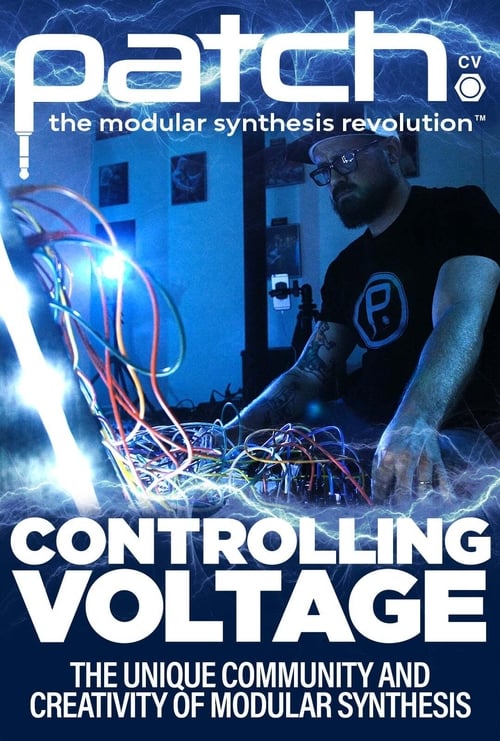 patch
CV
the modular synthesis revolution™
P.
CONTROLLING
VOLTAGE
THE UNIQUE COMMUNITY AND
CREATIVITY OF MODULAR SYNTHESIS